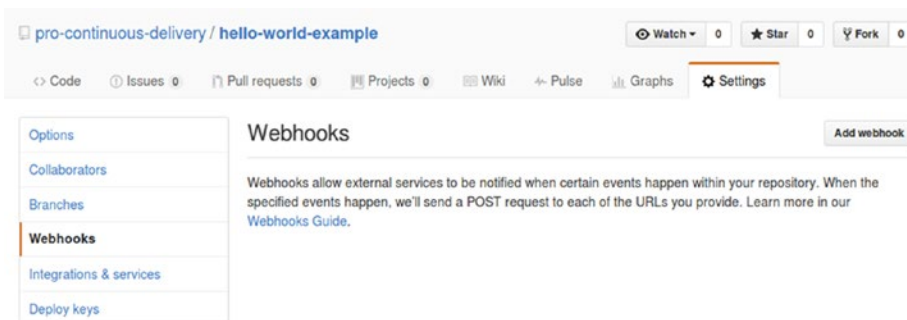 pro-continuous-delivery / hello-world-example
Watch 0 Star 0 Fork 0
Code Issues 0 Pull requests 0 Projects 0 Wiki Pulse Graphs Settings
Options
Collaborators
Branches
Webhooks
Integrations & services
Deploy keys
Webhooks
Add webhook
Webhooks allow external services to be notified when certain events happen within your repository. When the
specified events happen, we'll send a POST request to each of the URLs you provide. Learn more in our
Webhooks Guide.